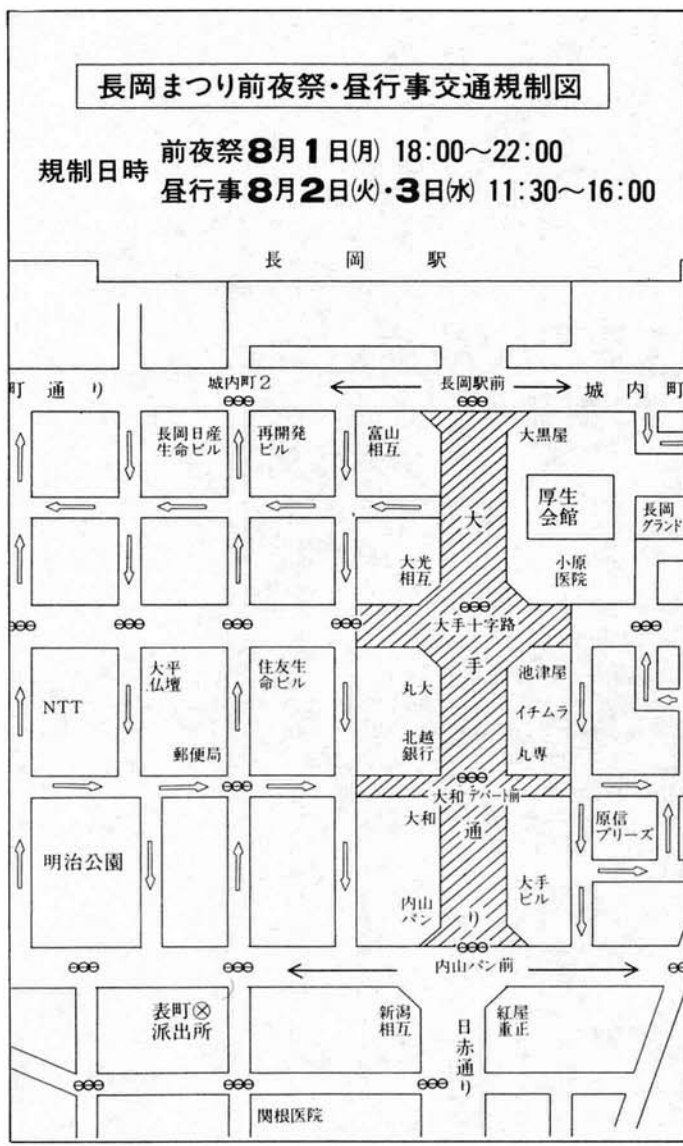 長岡まつり前夜祭・昼行事交通規制図
規制日時
前夜祭8月1日(月) 18:00〜22:00
昼行事8月2日(火)・3日(水) 11:30〜16:00
長岡駅
町通り
城内町2
長岡駅前
城内町
長岡日産
生命ビル
再開発
ビル
富山
相互
大黒屋
厚生
会館
長岡
グランド
大光
相互
小原
医院
大手通り
大手十字路
NTT
大平
仏壇
住友生
命ビル
丸大
池津屋
イチムラ
郵便局
北越
銀行
丸専
大和デパート前
大和
原信
プリーズ
明治公園
内山
パン
大手
ビル
内山パン前
表町
派出所
新潟
相互
日赤通り
紅屋
重正
関根医院